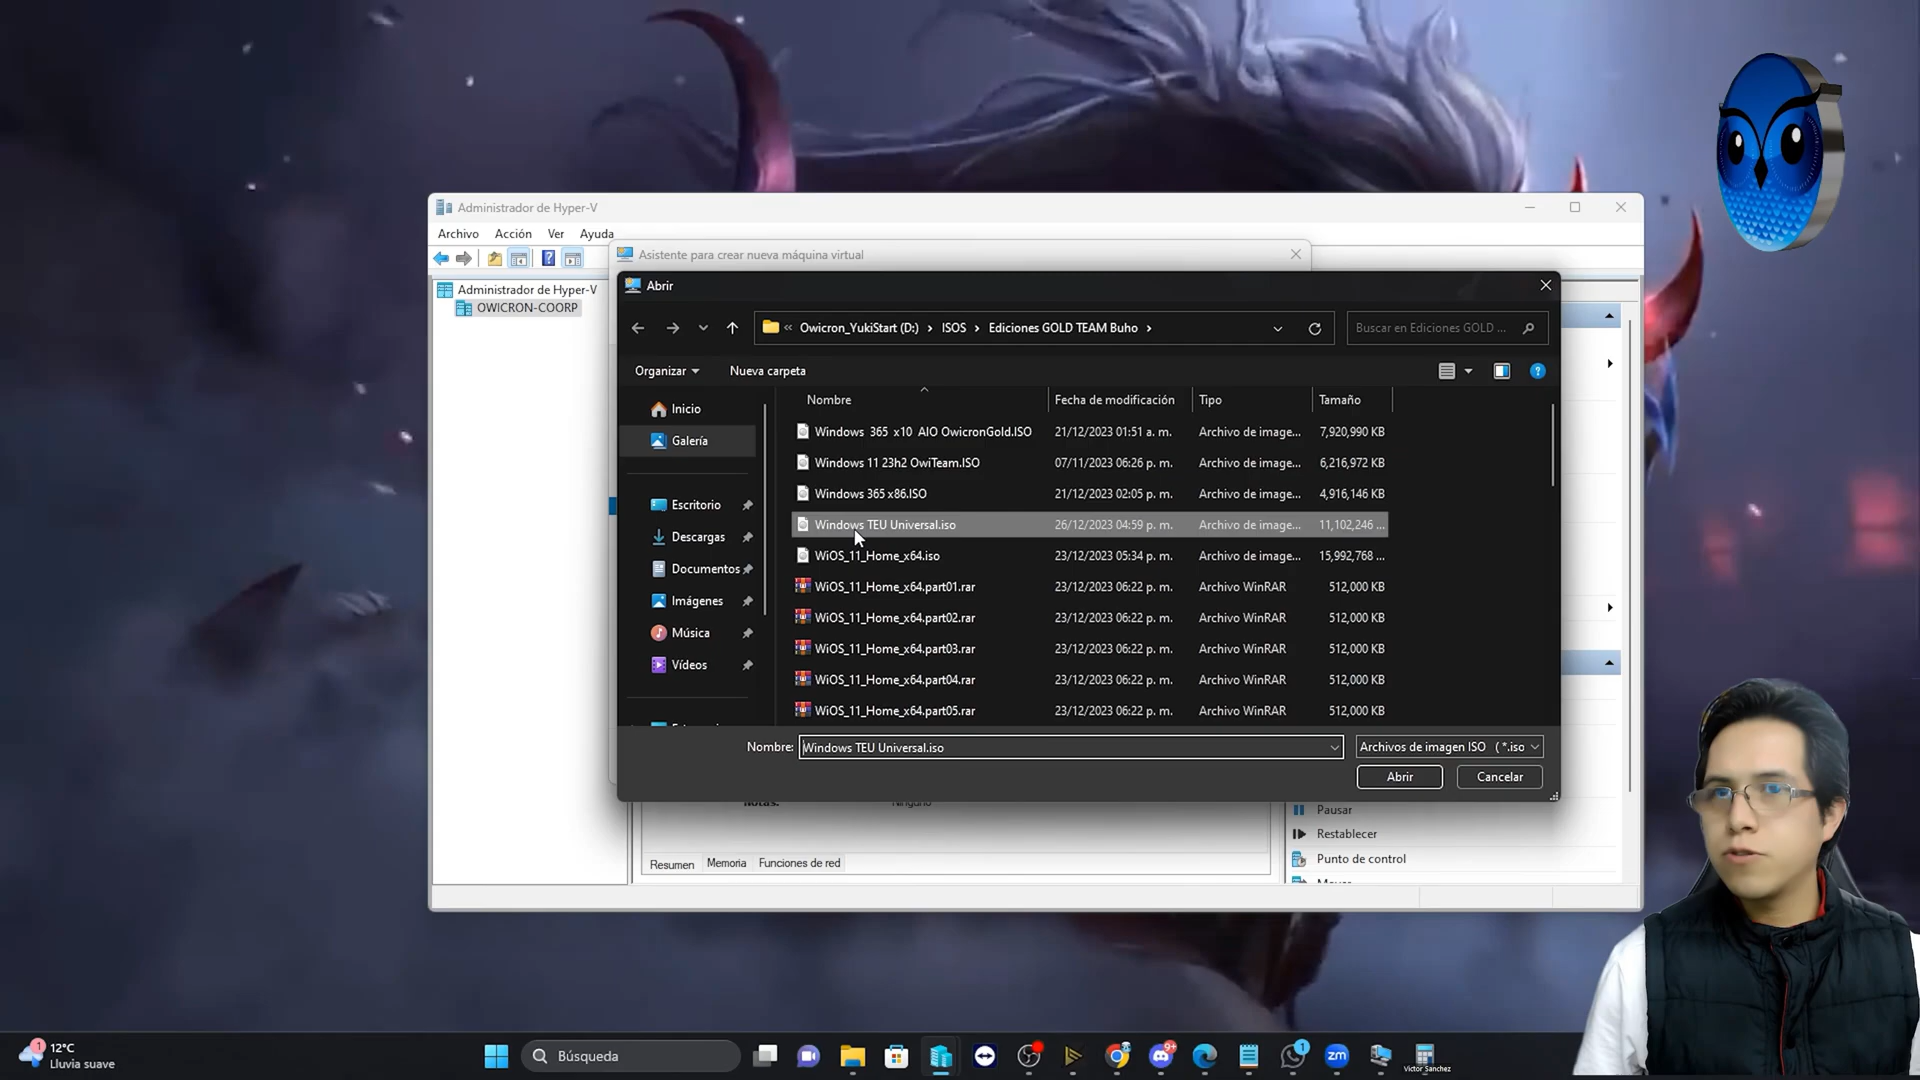 Administrador de Hyper-V
Archivo Acción Ver Ayuda
Administrador de Hyper-V
OWICRON-COORP
Asistente para crear nueva máquina virtual
Abrir
« Owicron_YukiStart (D:) › ISOS › Ediciones GOLD TEAM Buho ›
Buscar en Ediciones GOLD ...
Organizar
Nueva carpeta
Inicio
Galería
Escritorio
Descargas
Documentos
Imágenes
Música
Vídeos
Nombre Fecha de modificación Tipo Tamaño
Windows 365 x10 AIO OwicronGold.ISO 21/12/2023 01:51 a. m. Archivo de image... 7,920,990 KB
Windows 11 23h2 OwiTeam.ISO 07/11/2023 06:26 p. m. Archivo de image... 6,216,972 KB
Windows 365 x86.ISO 21/12/2023 02:05 p. m. Archivo de image... 4,916,146 KB
Windows TEU Universal.iso 26/12/2023 04:59 p. m. Archivo de image... 11,102,246 ...
WiOS_11_Home_x64.iso 23/12/2023 05:34 p. m. Archivo de image... 15,992,768 ...
WiOS_11_Home_x64.part01.rar 23/12/2023 06:22 p. m. Archivo WinRAR 512,000 KB
WiOS_11_Home_x64.part02.rar 23/12/2023 06:22 p. m. Archivo WinRAR 512,000 KB
WiOS_11_Home_x64.part03.rar 23/12/2023 06:22 p. m. Archivo WinRAR 512,000 KB
WiOS_11_Home_x64.part04.rar 23/12/2023 06:22 p. m. Archivo WinRAR 512,000 KB
WiOS_11_Home_x64.part05.rar 23/12/2023 06:22 p. m. Archivo WinRAR 512,000 KB
Nombre: Windows TEU Universal.iso
Archivos de imagen ISO (*.iso
Abrir
Cancelar
Resumen Memoria Funciones de red
Pausar
Restablecer
Punto de control
1
12°C
Lluvia suave
Búsqueda
9+
1
zm
Victor Sanchez